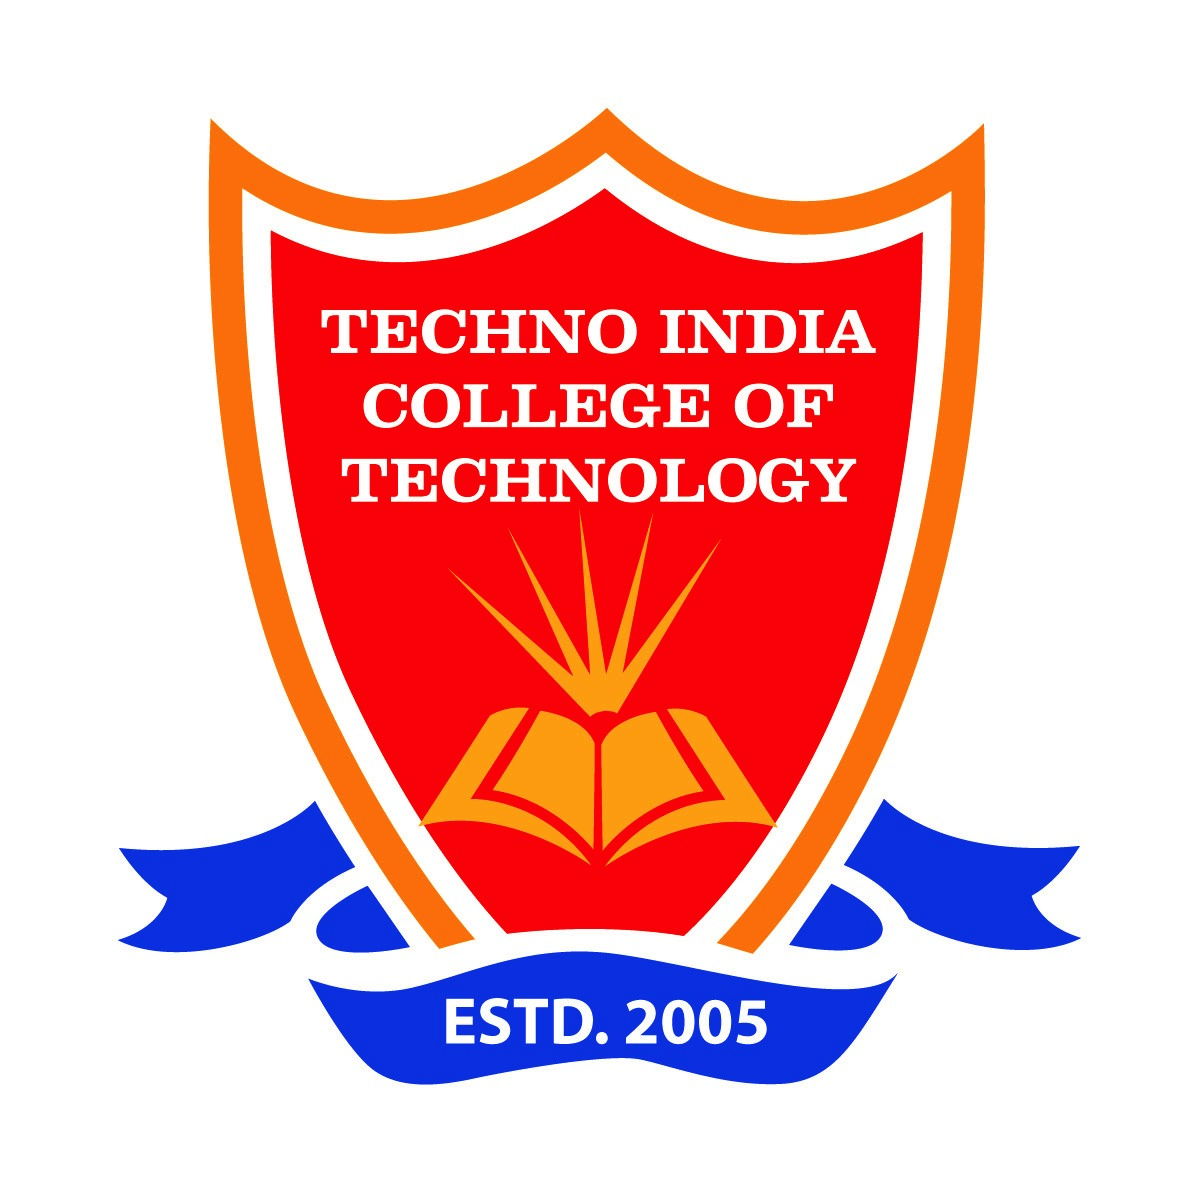 TECHNO INDIA
COLLEGE OF
TECHNOLOGY
ESTD. 2005